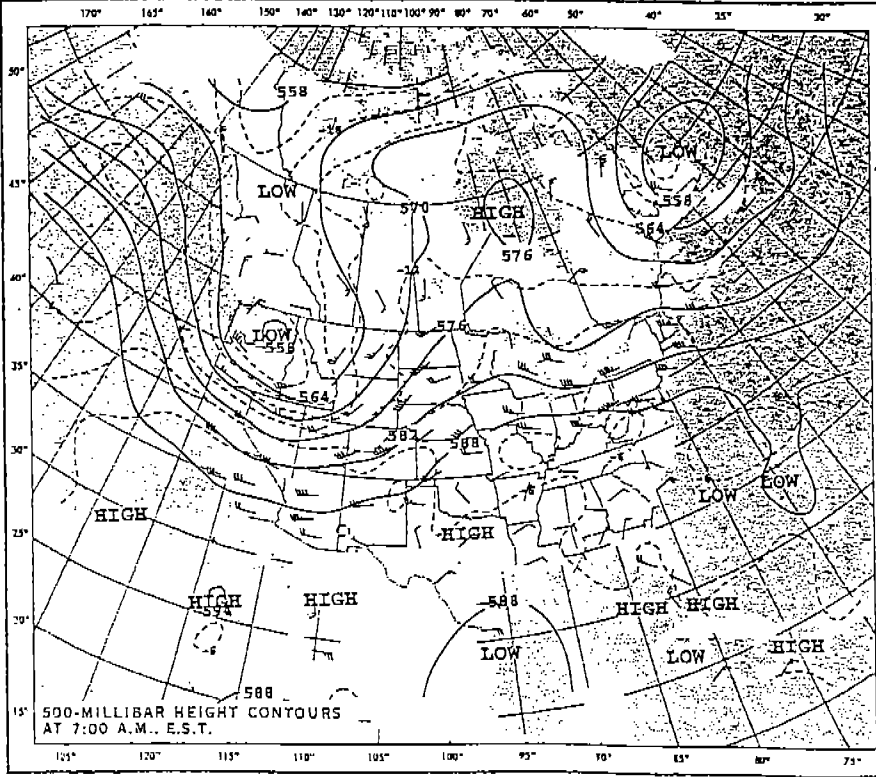 170° 165° 160° 150° 140° 130° 120° 110° 100° 90° 80° 70° 60° 50° 40° 35° 30°
558
50°
LOW
LOW
45°
558
570
HIGH
564
576
40°
576
LOW
558
35°
564
582
588
30°
LOW
LOW
HIGH
HIGH
25°
HIGH
HIGH
588
HIGH
HIGH
594
20°
LOW
LOW
HIGH
588
15°
500-MILLIBAR HEIGHT CONTOURS
AT 7:00 A.M., E.S.T.
125° 120° 115° 110° 105° 100° 95° 90° 85° 80° 75°